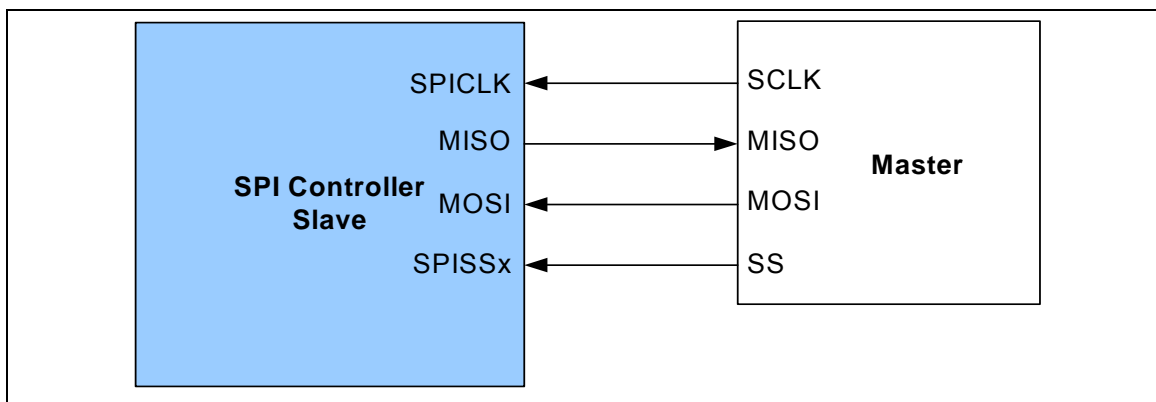 SPICLK
MISO
SPI Controller
Slave
MOSI
SPISSx
SCLK
MISO
Master
MOSI
SS